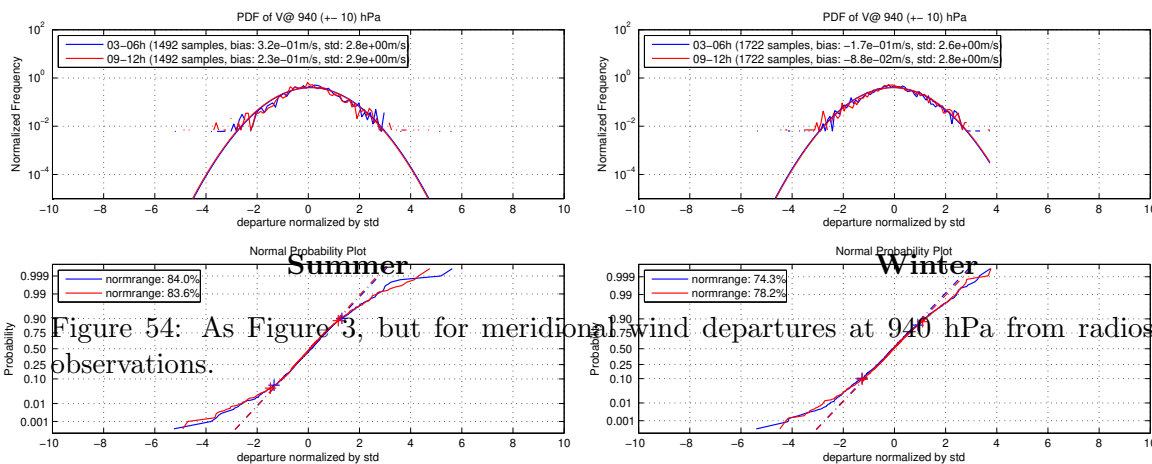 PDF of V@ 940 (+− 10) hPa
PDF of V@ 940 (+− 10) hPa
10^2
10^0
10^−2
10^−4
Normalized Frequency
03−06h (1492 samples, bias: 3.2e−01m/s, std: 2.8e+00m/s)
09−12h (1492 samples, bias: 2.3e−01m/s, std: 2.9e+00m/s)
−10 −8 −6 −4 −2 0 2 4 6 8 10
departure normalized by std
10^2
10^0
10^−2
10^−4
Normalized Frequency
03−06h (1722 samples, bias: −1.7e−01m/s, std: 2.6e+00m/s)
09−12h (1722 samples, bias: −8.8e−02m/s, std: 2.8e+00m/s)
−10 −8 −6 −4 −2 0 2 4 6 8 10
departure normalized by std
Normal Probability Plot
Summer
normrange: 84.0%
normrange: 83.6%
0.999
0.99
0.90
0.75
0.50
0.25
0.10
0.01
0.001
Probability
−10 −8 −6 −4 −2 0 2 4 6 8 10
departure normalized by std
Normal Probability Plot
Winter
normrange: 74.3%
normrange: 78.2%
0.999
0.99
0.90
0.75
0.50
0.25
0.10
0.01
0.001
Probability
−10 −8 −6 −4 −2 0 2 4 6 8 10
departure normalized by std
Figure 54: As Figure 3, but for meridional wind departures at 940 hPa from radios
observations.